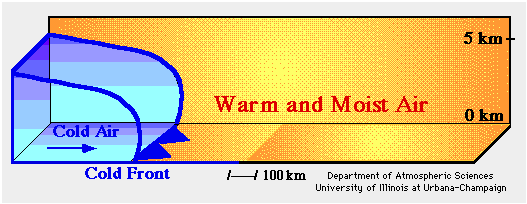 5 km
Warm and Moist Air
0 km
Cold Air
Cold Front
100 km
Department of Atmospheric Sciences
University of Illinois at Urbana-Champaign